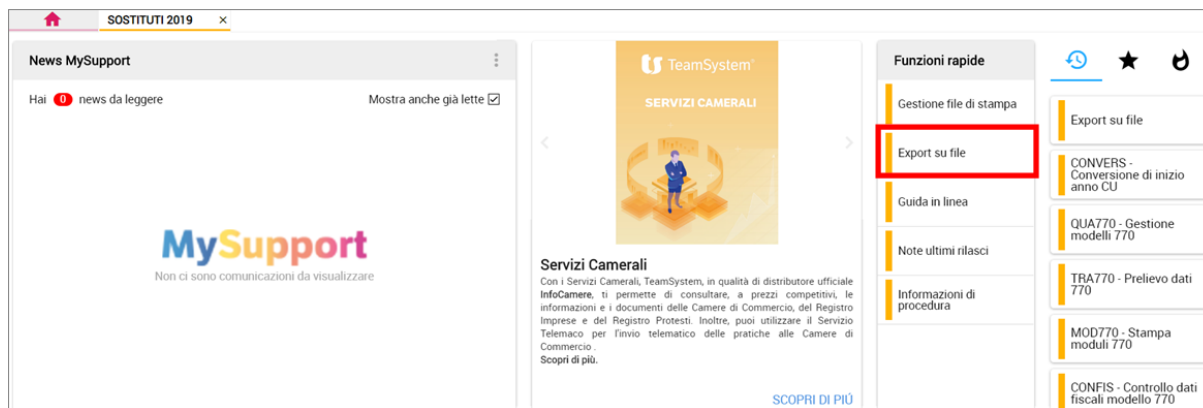 SOSTITUTI 2019 ×
News MySupport
Hai 0 news da leggere
Mostra anche già lette
MySupport
Non ci sono comunicazioni da visualizzare
TeamSystem®
SERVIZI CAMERALI
Servizi Camerali
Con i Servizi Camerali, TeamSystem, in qualità di distributore ufficiale
InfoCamere, ti permette di consultare, a prezzi competitivi, le
informazioni e i documenti delle Camere di Commercio, del Registro
Imprese e del Registro Protesti. Inoltre, puoi utilizzare il Servizio
Telemaco per l'invio telematico delle pratiche alle Camere di
Commercio .
Scopri di più.
SCOPRI DI PIÚ
Funzioni rapide
Gestione file di stampa
Export su file
Guida in linea
Note ultimi rilasci
Informazioni di
procedura
Export su file
CONVERS -
Conversione di inizio
anno CU
QUA770 - Gestione
modelli 770
TRA770 - Prelievo dati
770
MOD770 - Stampa
moduli 770
CONFIS - Controllo dati
fiscali modello 770